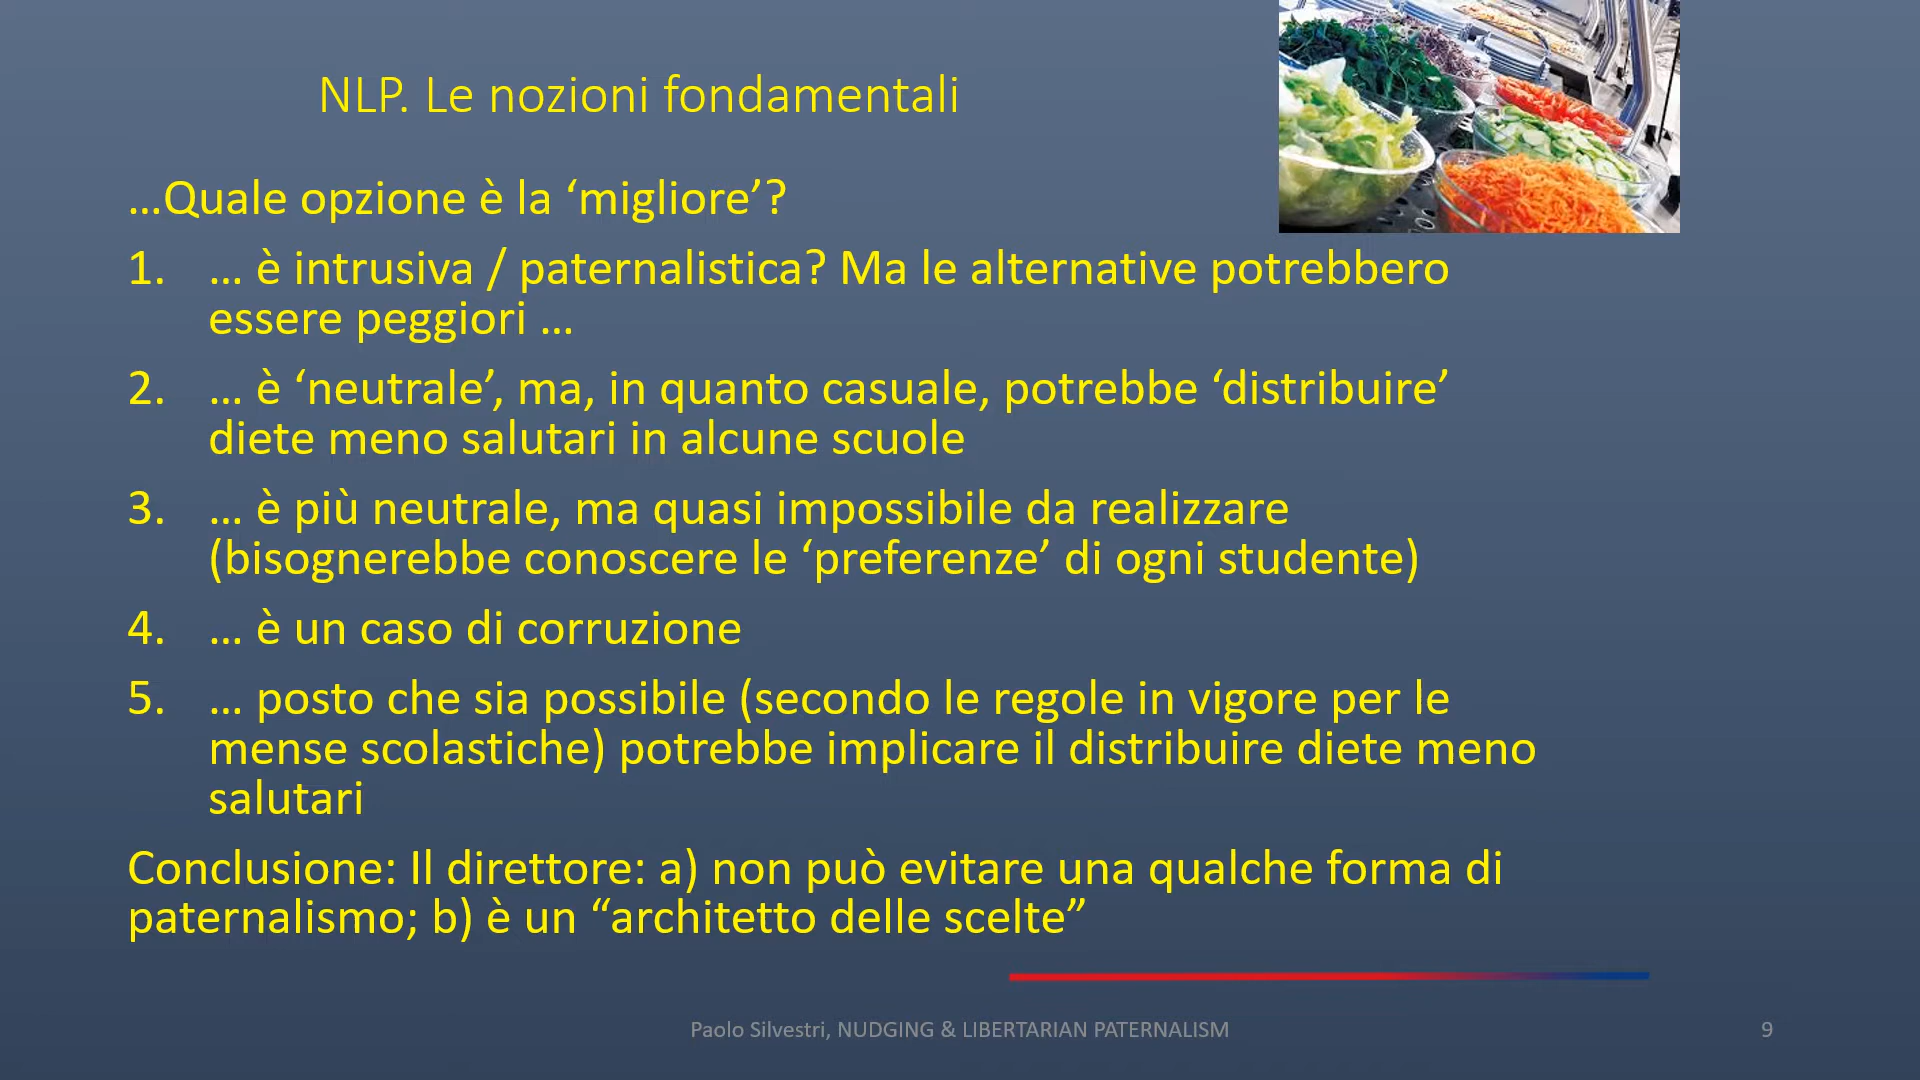 NLP. Le nozioni fondamentali
…Quale opzione è la ‘migliore’?
1. … è intrusiva / paternalistica? Ma le alternative potrebbero
essere peggiori …
2. … è ‘neutrale’, ma, in quanto casuale, potrebbe ‘distribuire’
diete meno salutari in alcune scuole
3. … è più neutrale, ma quasi impossibile da realizzare
(bisognerebbe conoscere le ‘preferenze’ di ogni studente)
4. … è un caso di corruzione
5. … posto che sia possibile (secondo le regole in vigore per le
mense scolastiche) potrebbe implicare il distribuire diete meno
salutari
Conclusione: Il direttore: a) non può evitare una qualche forma di
paternalismo; b) è un “architetto delle scelte”
Paolo Silvestri, NUDGING & LIBERTARIAN PATERNALISM
9